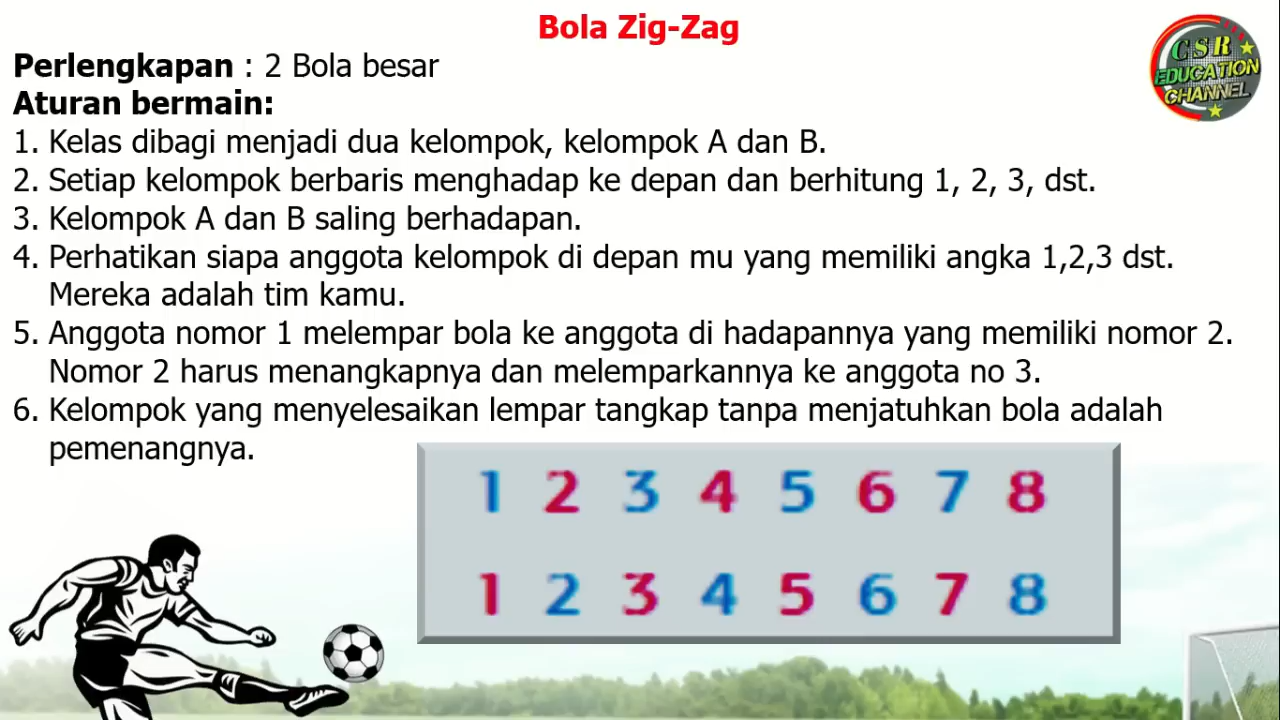 Bola Zig-Zag
CSR
EDUCATION
CHANNEL
Perlengkapan : 2 Bola besar
Aturan bermain:
1. Kelas dibagi menjadi dua kelompok, kelompok A dan B.
2. Setiap kelompok berbaris menghadap ke depan dan berhitung 1, 2, 3, dst.
3. Kelompok A dan B saling berhadapan.
4. Perhatikan siapa anggota kelompok di depan mu yang memiliki angka 1,2,3 dst.
Mereka adalah tim kamu.
5. Anggota nomor 1 melempar bola ke anggota di hadapannya yang memiliki nomor 2.
Nomor 2 harus menangkapnya dan melemparkannya ke anggota no 3.
6. Kelompok yang menyelesaikan lempar tangkap tanpa menjatuhkan bola adalah
pemenangnya.
1 2 3 4 5 6 7 8
1 2 3 4 5 6 7 8